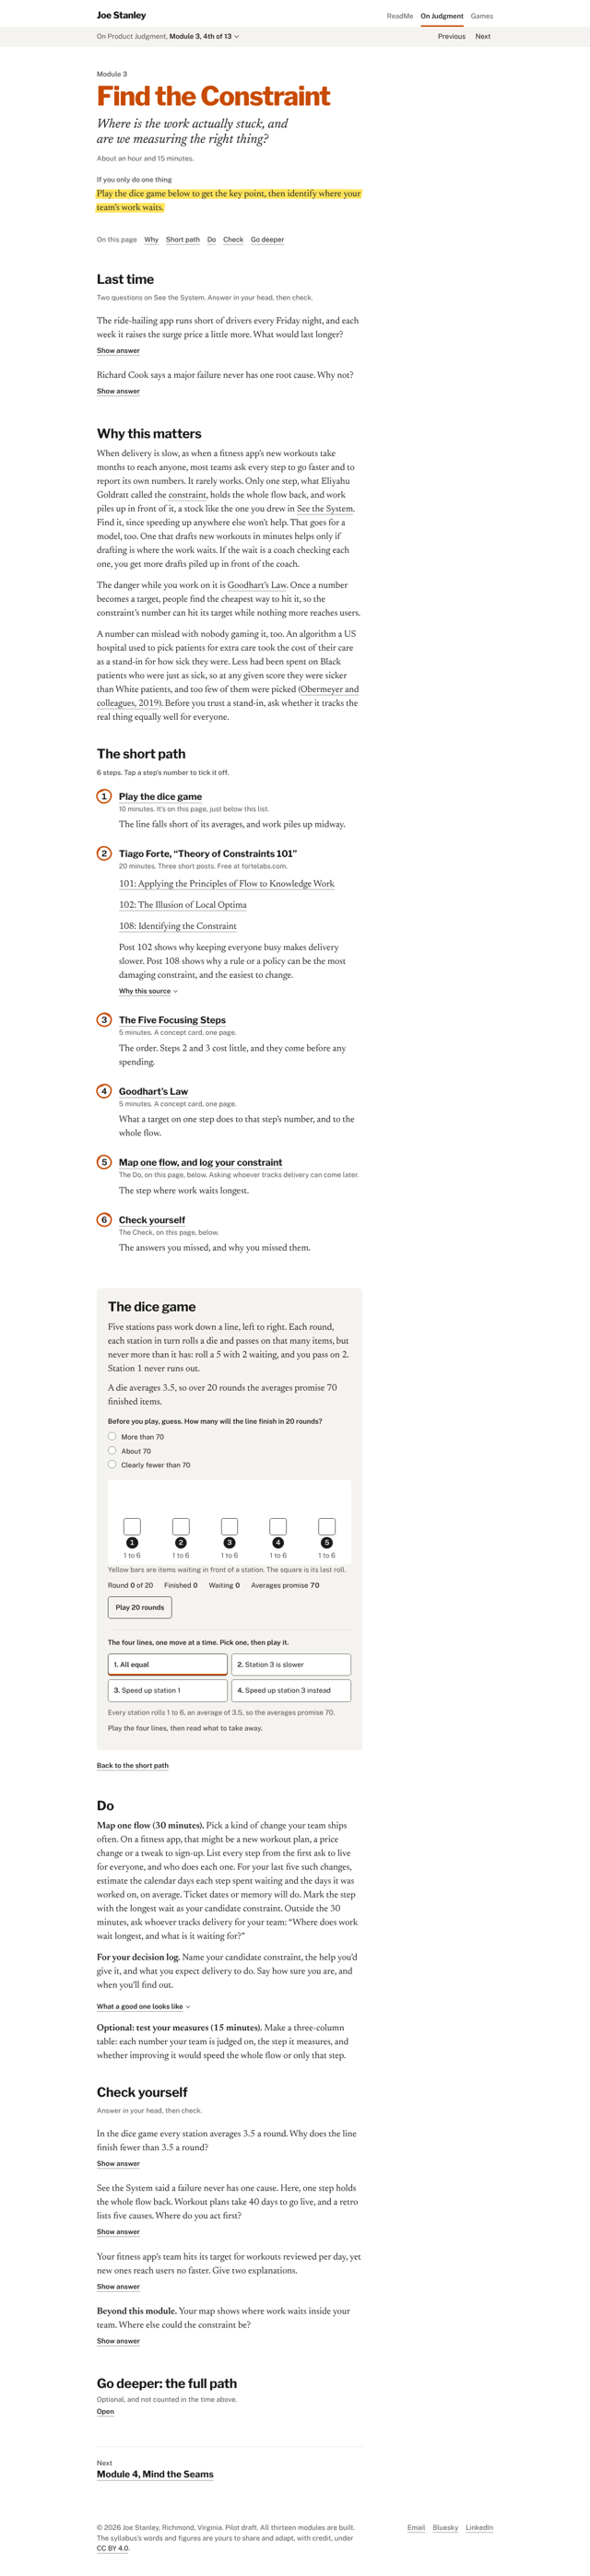 Joe Stanley
ReadMe On Judgment Games
On Product Judgment, Module 3, 4th of 13
Previous Next
Module 3
Find the Constraint
Where is the work actually stuck, and
are we measuring the right thing?
About an hour and 15 minutes.
If you only do one thing
Play the dice game below to get the key point, then identify where your
team's work waits.
On this page Why Short path Do Check Go deeper
Last time
Two questions on See the System. Answer in your head, then check.
The ride-hailing app runs short of drivers every Friday night, and each
week it raises the surge price a little more. What would last longer?
Show answer
Richard Cook says a major failure never has one root cause. Why not?
Show answer
Why this matters
When delivery is slow, as when a fitness app's new workouts take
months to reach anyone, most teams ask every step to go faster and to
report its own numbers. It rarely works. Only one step, what Eliyahu
Goldratt called the constraint, holds the whole flow back, and work
piles up in front of it, a stock like the one you drew in See the System.
Find it, since speeding up anywhere else won't help. That goes for a
model, too. One that drafts new workouts in minutes helps only if
drafting is where the work waits. If the wait is a coach checking each
one, you get more drafts piled up in front of the coach.
The danger while you work on it is Goodhart's Law. Once a number
becomes a target, people find the cheapest way to hit it, so the
constraint's number can hit its target while nothing more reaches users.
A number can mislead with nobody gaming it, too. An algorithm a US
hospital used to pick patients for extra care took the cost of their care
as a stand-in for how sick they were. Less had been spent on Black
patients who were just as sick, so at any given score they were sicker
than White patients, and too few of them were picked (Obermeyer and
colleagues, 2019). Before you trust a stand-in, ask whether it tracks the
real thing equally well for everyone.
The short path
6 steps. Tap a step's number to tick it off.
1 Play the dice game
10 minutes. It's on this page, just below this list.
The line falls short of its averages, and work piles up midway.
2 Tiago Forte, “Theory of Constraints 101”
20 minutes. Three short posts. Free at fortelabs.com.
101: Applying the Principles of Flow to Knowledge Work
102: The Illusion of Local Optima
108: Identifying the Constraint
Post 102 shows why keeping everyone busy makes delivery
slower. Post 108 shows why a rule or a policy can be the most
damaging constraint, and the easiest to change.
Why this source
3 The Five Focusing Steps
5 minutes. A concept card, one page.
The order. Steps 2 and 3 cost little, and they come before any
spending.
4 Goodhart's Law
5 minutes. A concept card, one page.
What a target on one step does to that step's number, and to the
whole flow.
5 Map one flow, and log your constraint
The Do, on this page, below. Asking whoever tracks delivery can come later.
The step where work waits longest.
6 Check yourself
The Check, on this page, below.
The answers you missed, and why you missed them.
The dice game
Five stations pass work down a line, left to right. Each round,
each station in turn rolls a die and passes on that many items, but
never more than it has: roll a 5 with 2 waiting, and you pass on 2.
Station 1 never runs out.
A die averages 3.5, so over 20 rounds the averages promise 70
finished items.
Before you play, guess. How many will the line finish in 20 rounds?
More than 70
About 70
Clearly fewer than 70
1 2 3 4 5
1 to 6 1 to 6 1 to 6 1 to 6 1 to 6
Yellow bars are items waiting in front of a station. The square is its last roll.
Round 0 of 20 Finished 0 Waiting 0 Averages promise 70
Play 20 rounds
The four lines, one move at a time. Pick one, then play it.
1. All equal
2. Station 3 is slower
3. Speed up station 1
4. Speed up station 3 instead
Every station rolls 1 to 6, an average of 3.5, so the averages promise 70.
Play the four lines, then read what to take away.
Back to the short path
Do
Map one flow (30 minutes). Pick a kind of change your team ships
often. On a fitness app, that might be a new workout plan, a price
change or a tweak to sign-up. List every step from the first ask to live
for everyone, and who does each one. For your last five such changes,
estimate the calendar days each step spent waiting and the days it was
worked on, on average. Ticket dates or memory will do. Mark the step
with the longest wait as your candidate constraint. Outside the 30
minutes, ask whoever tracks delivery for your team: “Where does work
wait longest, and what is it waiting for?”
For your decision log. Name your candidate constraint, the help you'd
give it, and what you expect delivery to do. Say how sure you are, and
when you'll find out.
What a good one looks like
Optional: test your measures (15 minutes). Make a three-column
table: each number your team is judged on, the step it measures, and
whether improving it would speed the whole flow or only that step.
Check yourself
Answer in your head, then check.
In the dice game every station averages 3.5 a round. Why does the line
finish fewer than 3.5 a round?
Show answer
See the System said a failure never has one cause. Here, one step holds
the whole flow back. Workout plans take 40 days to go live, and a retro
lists five causes. Where do you act first?
Show answer
Your fitness app's team hits its target for workouts reviewed per day, yet
new ones reach users no faster. Give two explanations.
Show answer
Beyond this module. Your map shows where work waits inside your
team. Where else could the constraint be?
Show answer
Go deeper: the full path
Optional, and not counted in the time above.
Open
Next
Module 4, Mind the Seams
© 2026 Joe Stanley, Richmond, Virginia. Pilot draft. All thirteen modules are built.
The syllabus's words and figures are yours to share and adapt, with credit, under
CC BY 4.0.
Email Bluesky LinkedIn